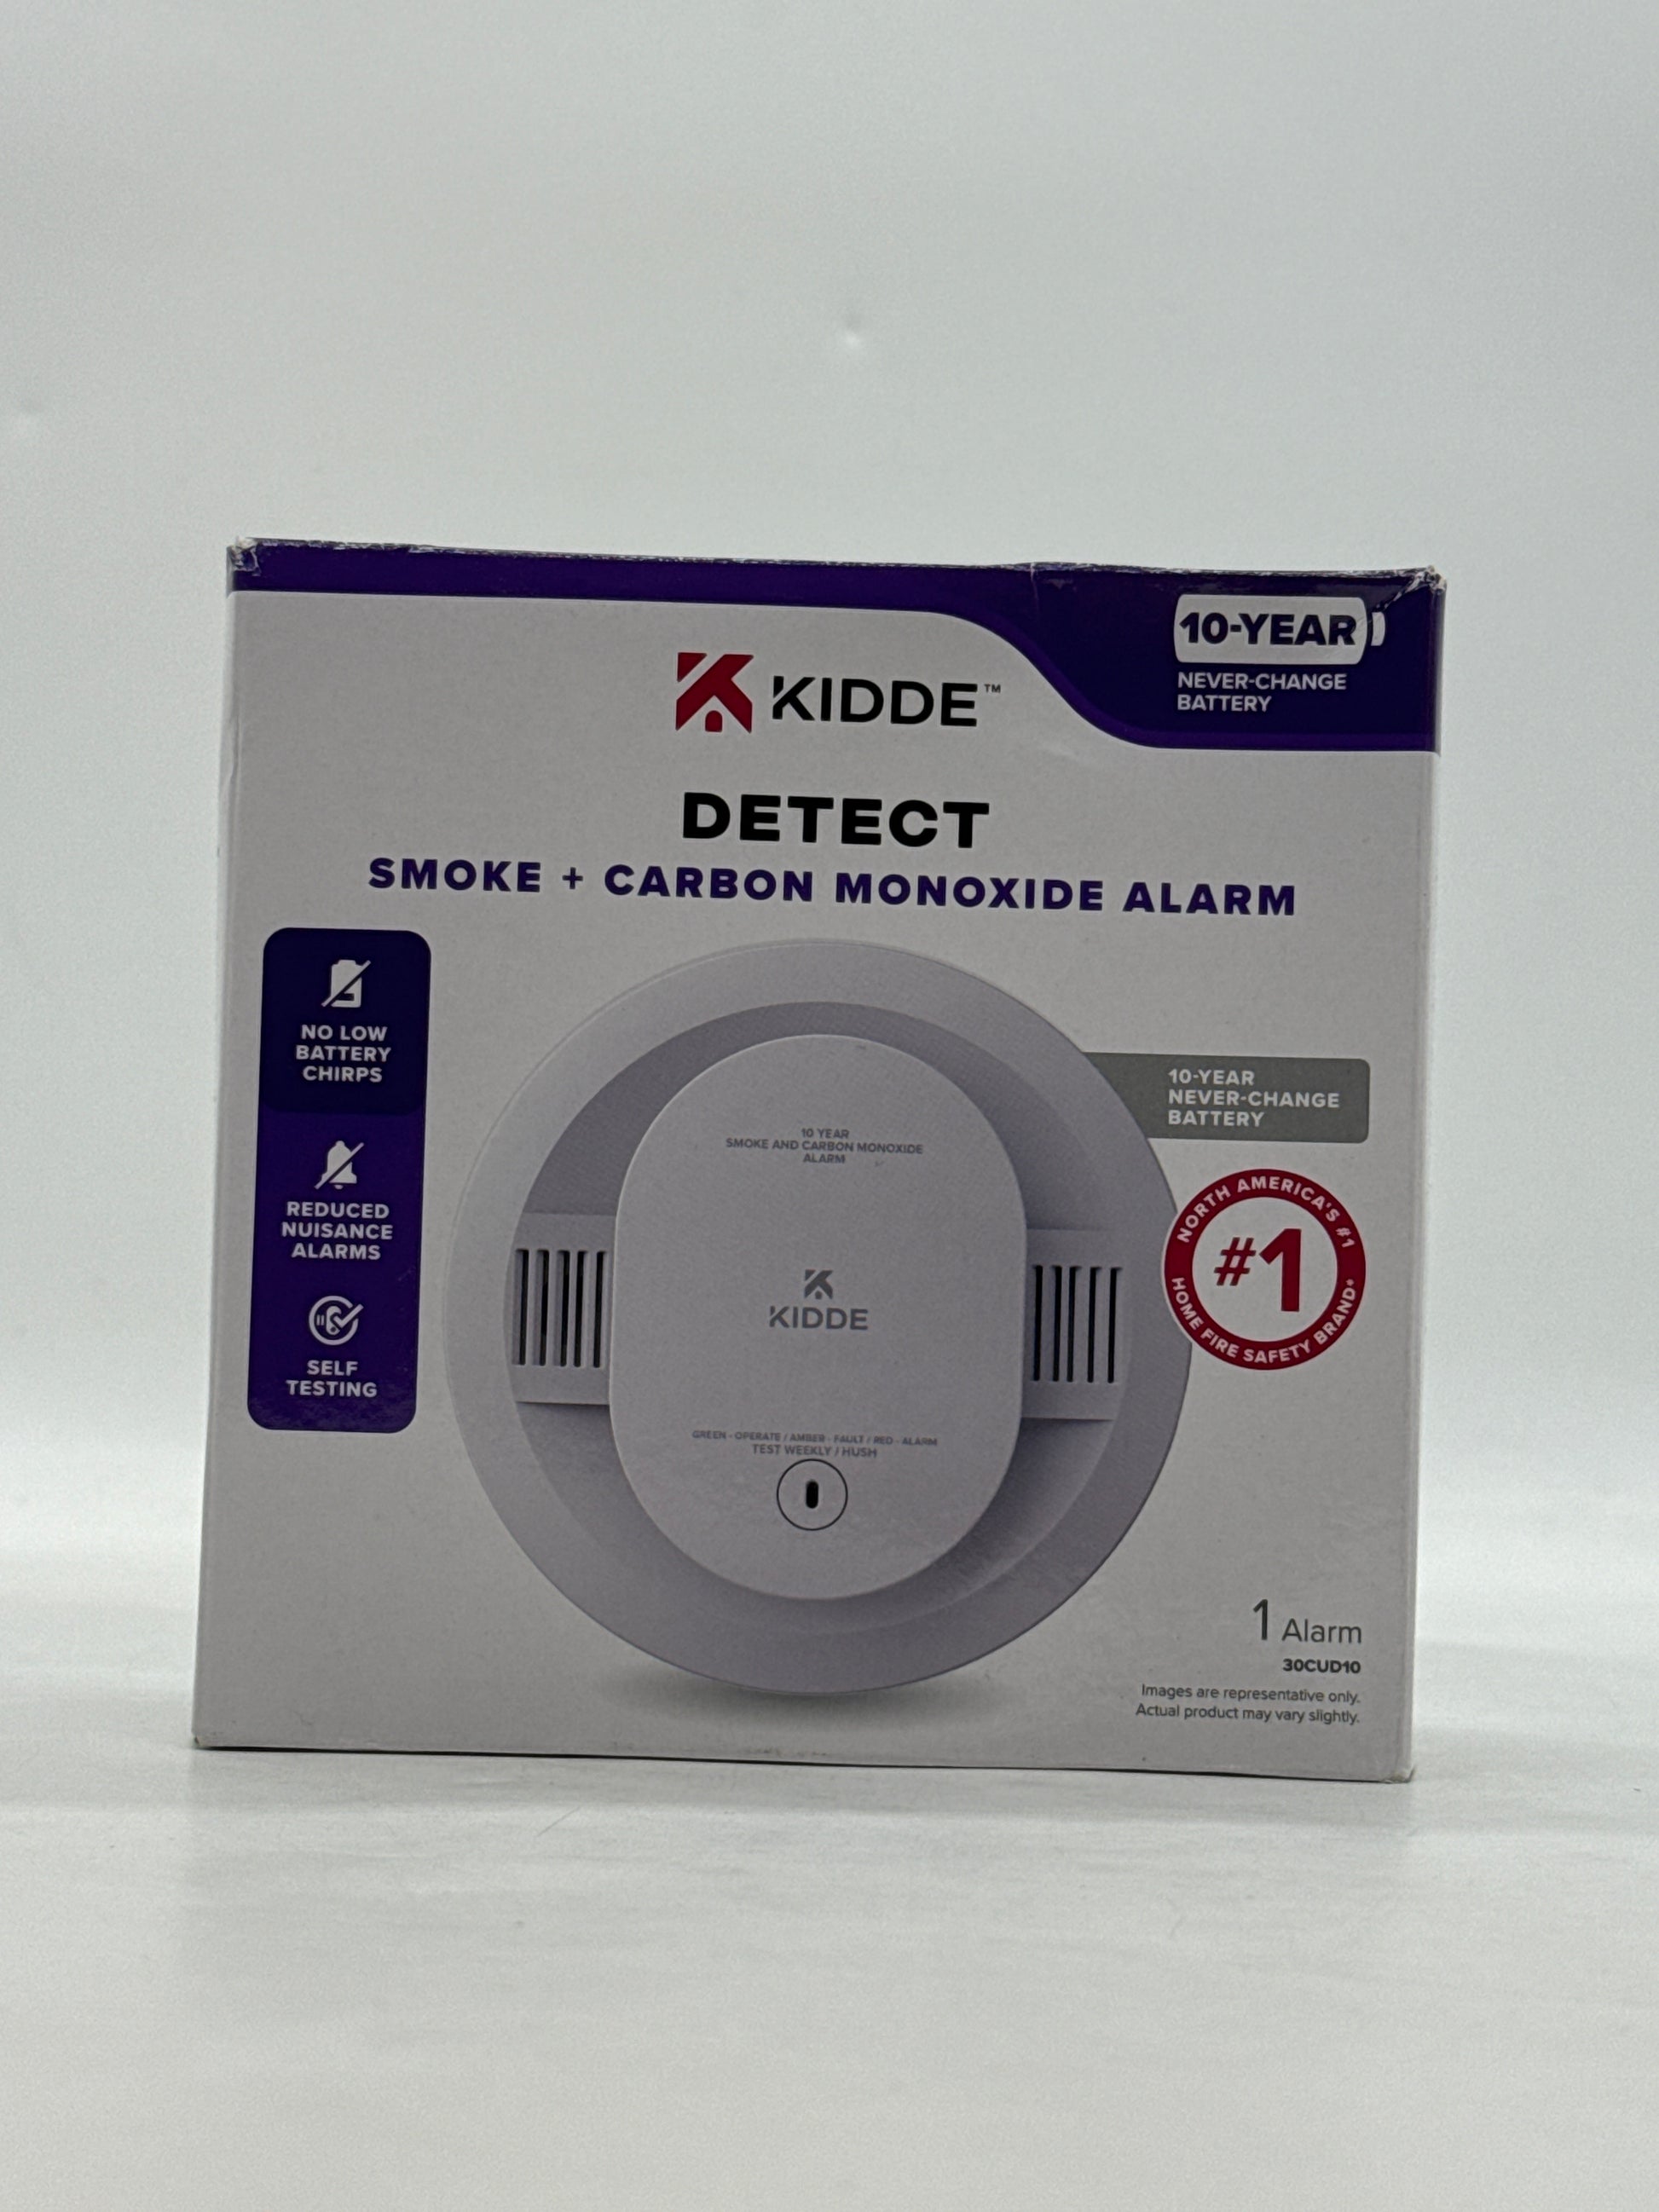 10-YEAR
NEVER-CHANGE
BATTERY
KIDDE™
DETECT
SMOKE + CARBON MONOXIDE ALARM
NO LOW
BATTERY
CHIRPS
REDUCED
NUISANCE
ALARMS
SELF
TESTING
10 YEAR
SMOKE AND CARBON MONOXIDE
ALARM
KIDDE
GREEN - OPERATE / AMBER - FAULT / RED - ALARM
TEST WEEKLY / HUSH
10-YEAR
NEVER-CHANGE
BATTERY
NORTH AMERICA'S #1
#1
HOME FIRE SAFETY BRAND*
1 Alarm
30CUD10
Images are representative only.
Actual product may vary slightly.